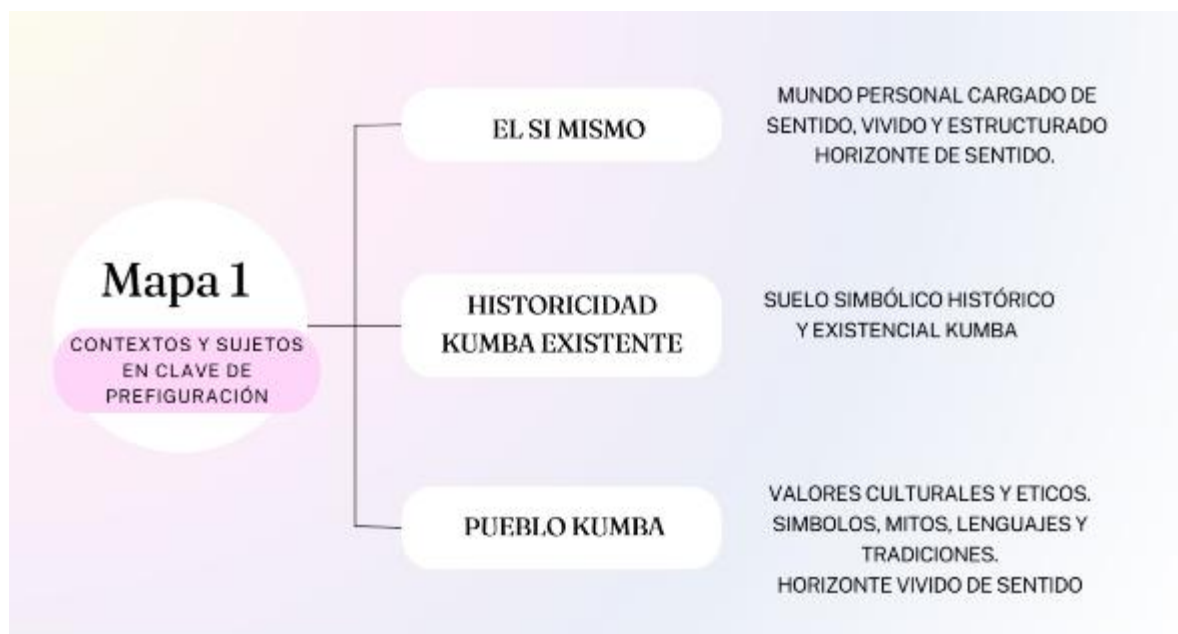 Mapa 1
CONTEXTOS Y SUJETOS
EN CLAVE DE
PREFIGURACIÓN
EL SI MISMO
MUNDO PERSONAL CARGADO DE
SENTIDO, VIVIDO Y ESTRUCTURADO
HORIZONTE DE SENTIDO.
HISTORICIDAD
KUMBA EXISTENTE
SUELO SIMBÓLICO HISTÓRICO
Y EXISTENCIAL KUMBA
PUEBLO KUMBA
VALORES CULTURALES Y ETICOS.
SIMBOLOS, MITOS, LENGUAJES Y
TRADICIONES.
HORIZONTE VIVIDO DE SENTIDO